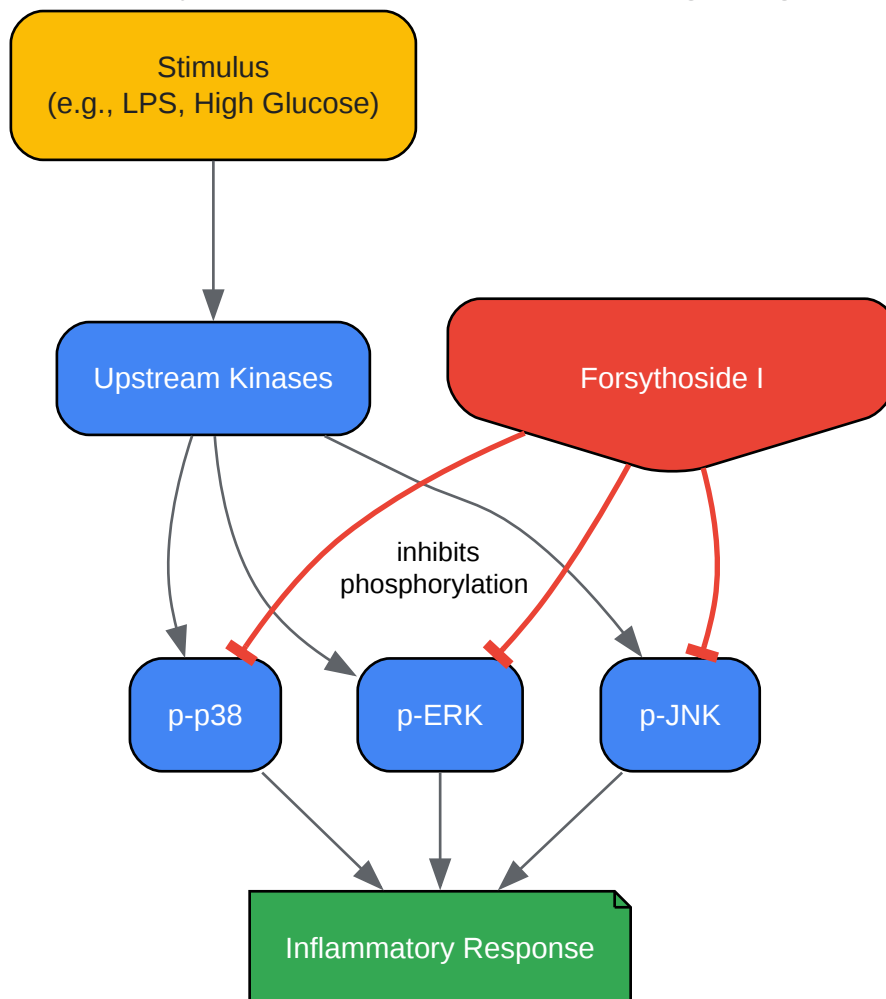 Stimulus
(e.g., LPS, High Glucose)
Upstream Kinases
Forsythoside I
inhibits
phosphorylation
p-p38
p-ERK
p-JNK
Inflammatory Response